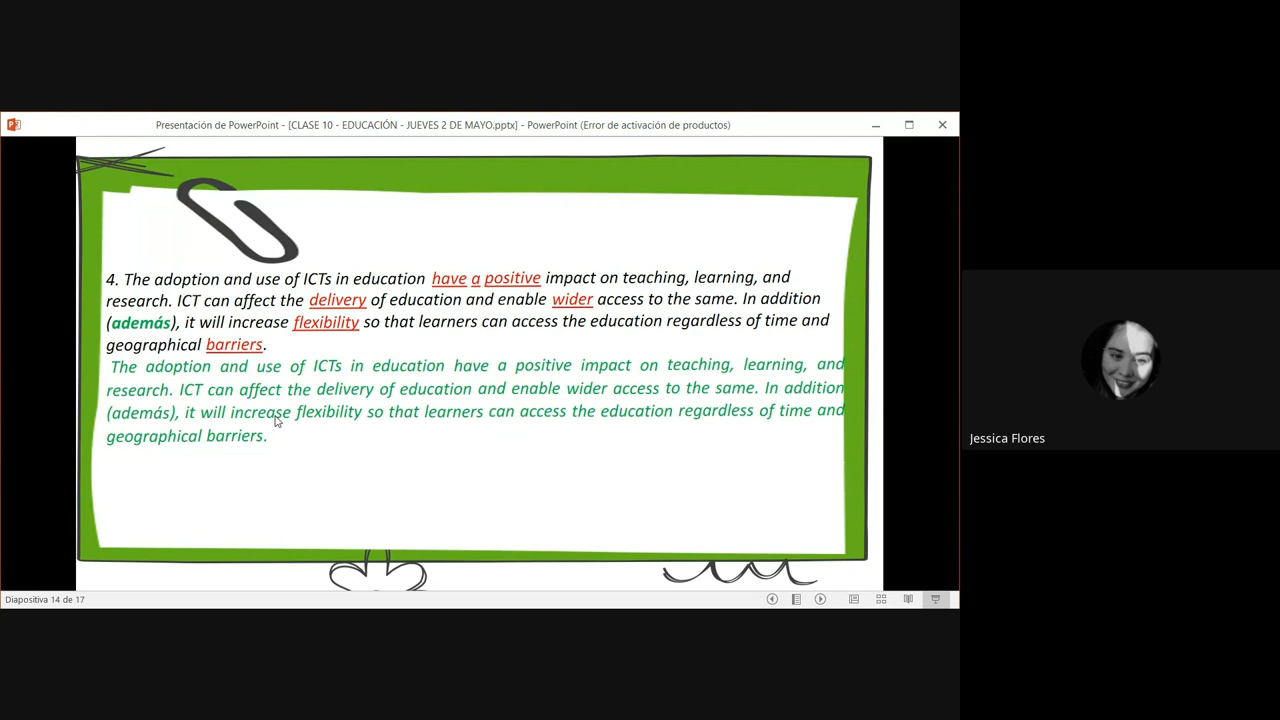 Presentación de PowerPoint - [CLASE 10 - EDUCACIÓN - JUEVES 2 DE MAYO.pptx] - PowerPoint (Error de activación de productos)
4. The adoption and use of ICTs in education have a positive impact on teaching, learning, and
research. ICT can affect the delivery of education and enable wider access to the same. In addition
(además), it will increase flexibility so that learners can access the education regardless of time and
geographical barriers.
The adoption and use of ICTs in education have a positive impact on teaching, learning, and
research. ICT can affect the delivery of education and enable wider access to the same. In addition
(además), it will increase flexibility so that learners can access the education regardless of time and
geographical barriers.
Jessica Flores
Diapositiva 14 de 17